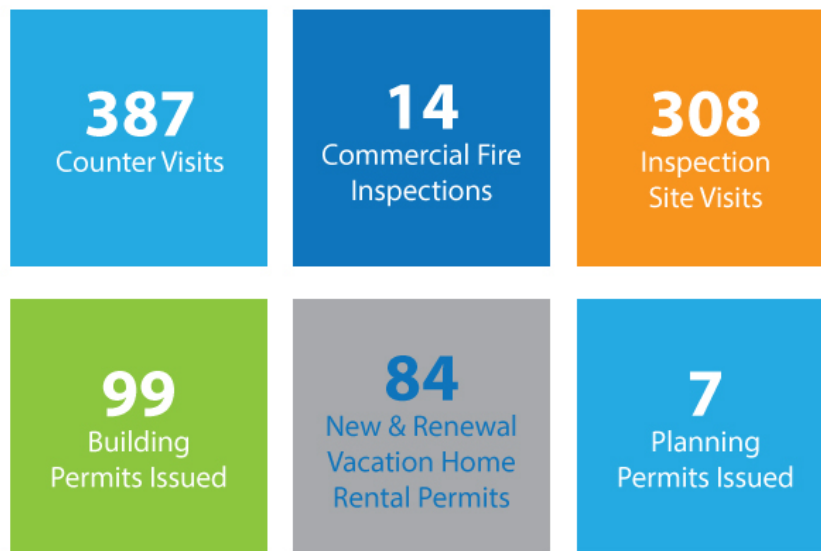 387
Counter Visits
14
Commercial Fire
Inspections
308
Inspection
Site Visits
99
Building
Permits Issued
84
New & Renewal
Vacation Home
Rental Permits
7
Planning
Permits Issued